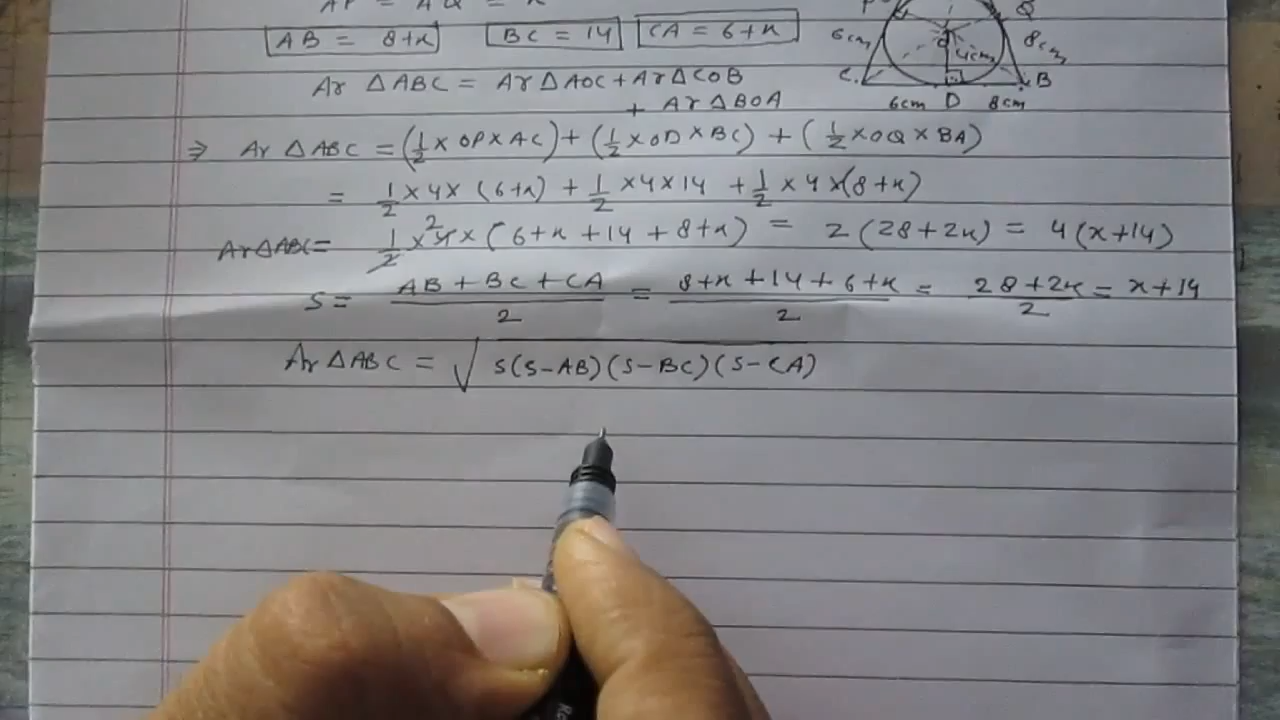 AP = AQ = x
AB = 8+x BC = 14 CA = 6+x
Ar △ABC = Ar△AOC + Ar△COB
+ Ar△BOA
⇒ Ar △ABC = (1/2 × OP × AC) + (1/2 × OD × BC) + (1/2 × OQ × BA)
= 1/2 × 4 × (6+x) + 1/2 × 4 × 14 + 1/2 × 4 × (8+x)
Ar△ABC = 1/2 × 4 2 × (6+x+14+8+x) = 2(28+2x) = 4(x+14)
S = AB+BC+CA/2 = 8+x+14+6+x/2 = 28+2x/2 = x+14
Ar △ABC = √S(S-AB)(S-BC)(S-CA)
P Q
6cm 8cm
O
4cm
C B
6cm D 8cm